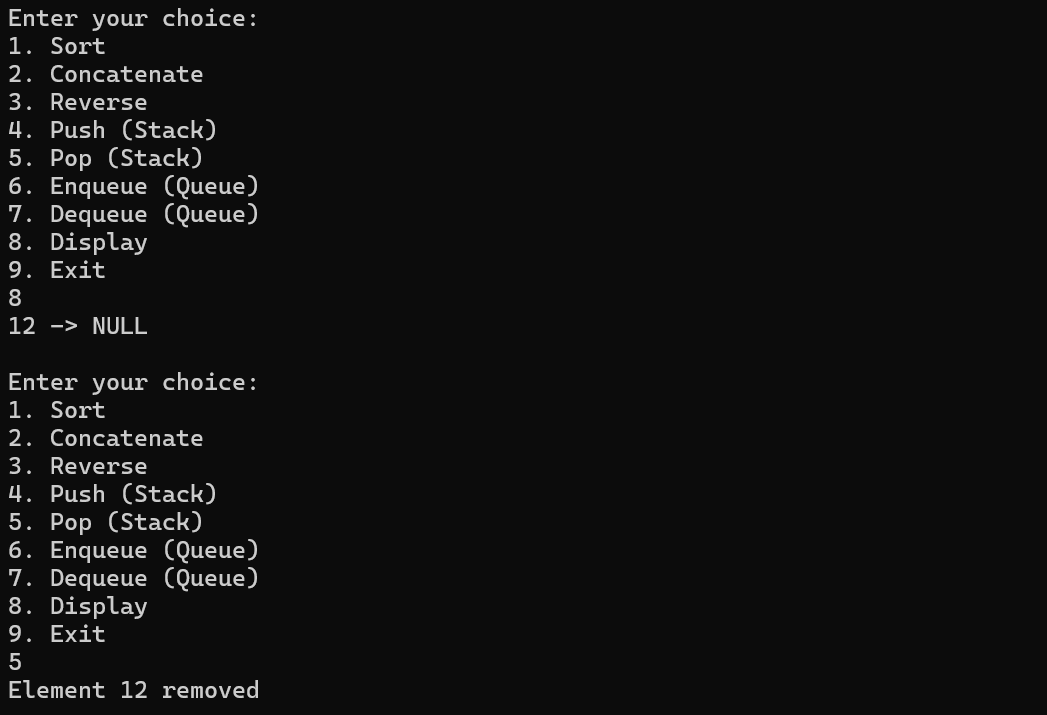 Enter your choice:
1. Sort
2. Concatenate
3. Reverse
4. Push (Stack)
5. Pop (Stack)
6. Enqueue (Queue)
7. Dequeue (Queue)
8. Display
9. Exit
8
12 -> NULL

Enter your choice:
1. Sort
2. Concatenate
3. Reverse
4. Push (Stack)
5. Pop (Stack)
6. Enqueue (Queue)
7. Dequeue (Queue)
8. Display
9. Exit
5
Element 12 removed